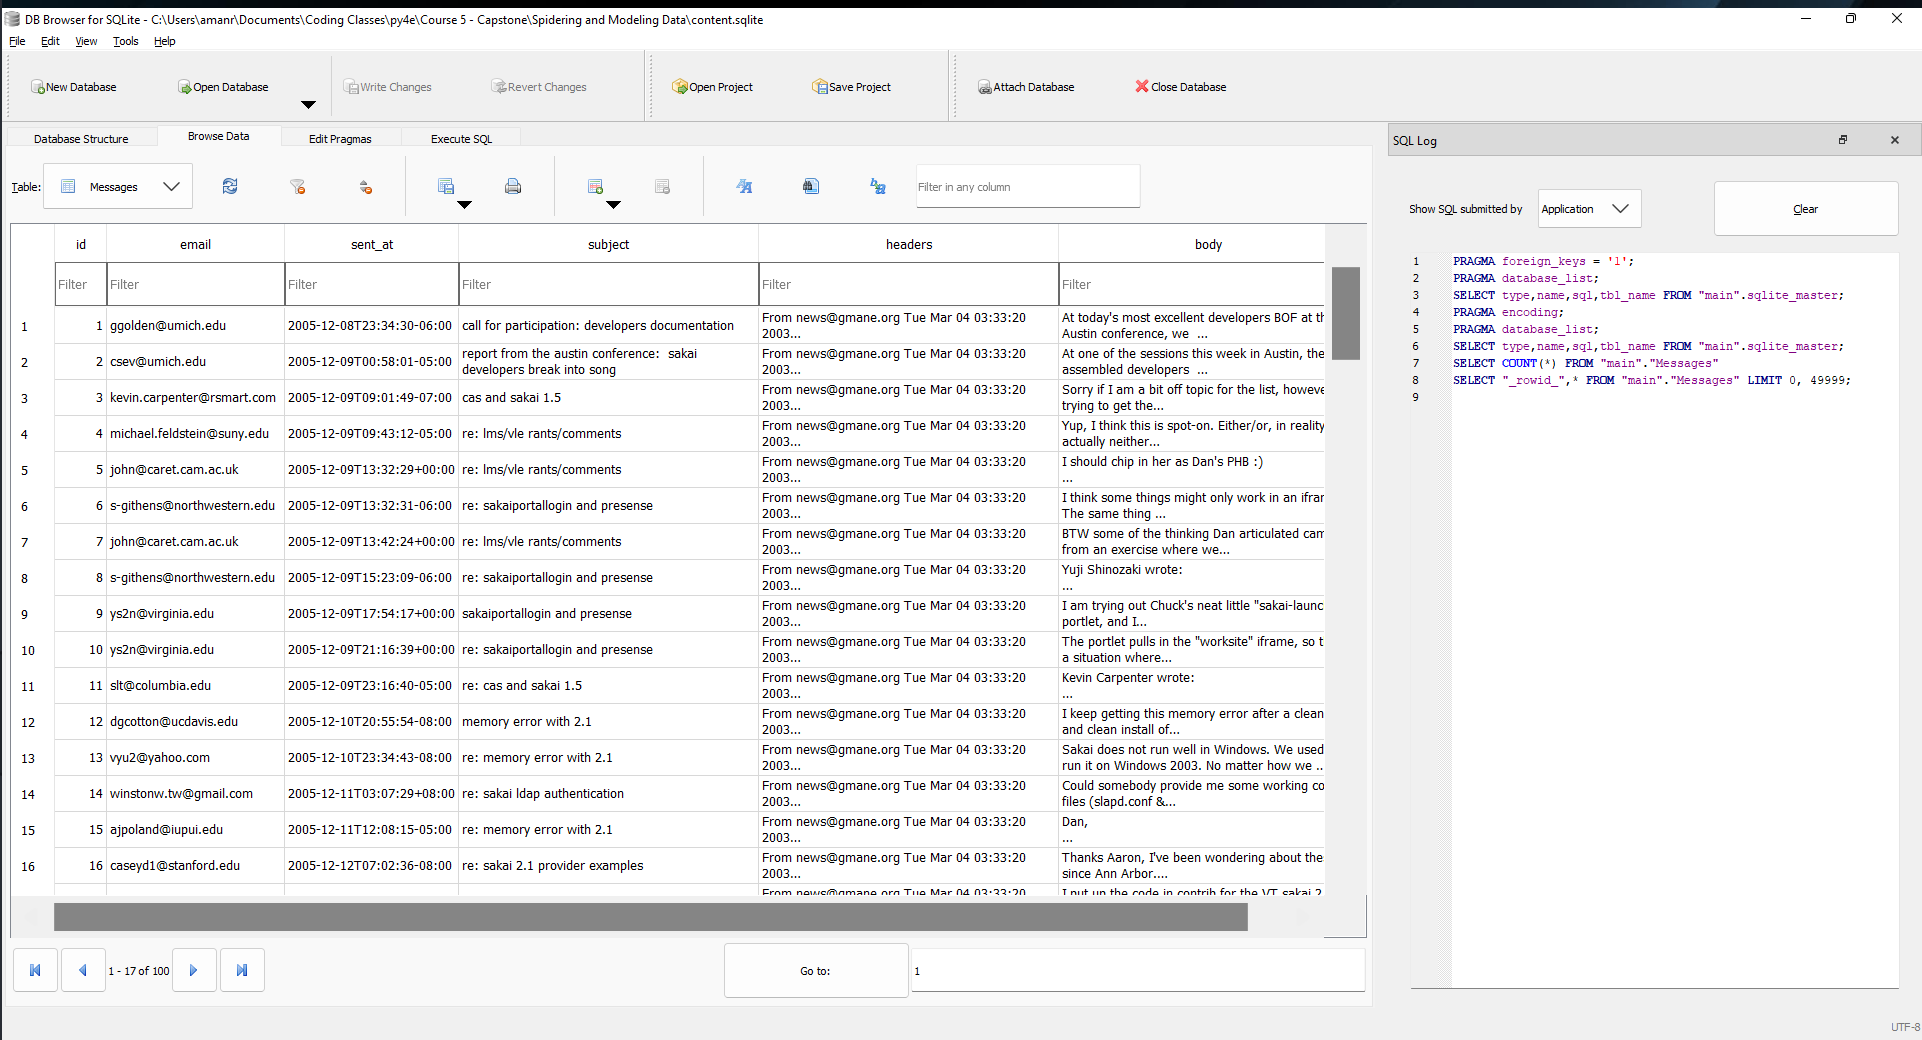 DB Browser for SQLite - C:\Users\amanr\Documents\Coding Classes\py4e\Course 5 - Capstone\Spidering and Modeling Data\content.sqlite
File Edit View Tools Help
New Database Open Database Write Changes Revert Changes Open Project Save Project Attach Database Close Database
Database Structure Browse Data Edit Pragmas Execute SQL
Table: Messages Filter in any column
id email sent_at subject headers body
Filter Filter Filter Filter Filter Filter
1 1 ggolden@umich.edu 2005-12-08T23:34:30-06:00 call for participation: developers documentation From news@gmane.org Tue Mar 04 03:33:20 At today's most excellent developers BOF at th
2003... Austin conference, we ...
2 2 csev@umich.edu 2005-12-09T00:58:01-05:00 report from the austin conference: sakai From news@gmane.org Tue Mar 04 03:33:20 At one of the sessions this week in Austin, the
developers break into song 2003... assembled developers ...
3 3 kevin.carpenter@rsmart.com 2005-12-09T09:01:49-07:00 cas and sakai 1.5 From news@gmane.org Tue Mar 04 03:33:20 Sorry if I am a bit off topic for the list, howeve
2003... trying to get the...
4 4 michael.feldstein@suny.edu 2005-12-09T09:43:12-05:00 re: lms/vle rants/comments From news@gmane.org Tue Mar 04 03:33:20 Yup, I think this is spot-on. Either/or, in reality
2003... actually neither...
5 5 john@caret.cam.ac.uk 2005-12-09T13:32:29+00:00 re: lms/vle rants/comments From news@gmane.org Tue Mar 04 03:33:20 I should chip in her as Dan's PHB :)
2003... ...
6 6 s-githens@northwestern.edu 2005-12-09T13:32:31-06:00 re: sakaiportallogin and presense From news@gmane.org Tue Mar 04 03:33:20 I think some things might only work in an ifrar
2003... The same thing ...
7 7 john@caret.cam.ac.uk 2005-12-09T13:42:24+00:00 re: lms/vle rants/comments From news@gmane.org Tue Mar 04 03:33:20 BTW some of the thinking Dan articulated cam
2003... from an exercise where we...
8 8 s-githens@northwestern.edu 2005-12-09T15:23:09-06:00 re: sakaiportallogin and presense From news@gmane.org Tue Mar 04 03:33:20 Yuji Shinozaki wrote:
2003... ...
9 9 ys2n@virginia.edu 2005-12-09T17:54:17+00:00 sakaiportallogin and presense From news@gmane.org Tue Mar 04 03:33:20 I am trying out Chuck's neat little "sakai-launc
2003... portlet, and I...
10 10 ys2n@virginia.edu 2005-12-09T21:16:39+00:00 re: sakaiportallogin and presense From news@gmane.org Tue Mar 04 03:33:20 The portlet pulls in the "worksite" iframe, so t
2003... a situation where...
11 11 slt@columbia.edu 2005-12-09T23:16:40-05:00 re: cas and sakai 1.5 From news@gmane.org Tue Mar 04 03:33:20 Kevin Carpenter wrote:
2003... ...
12 12 dgcotton@ucdavis.edu 2005-12-10T20:55:54-08:00 memory error with 2.1 From news@gmane.org Tue Mar 04 03:33:20 I keep getting this memory error after a clean
2003... and clean install of...
13 13 vyu2@yahoo.com 2005-12-10T23:34:43-08:00 re: memory error with 2.1 From news@gmane.org Tue Mar 04 03:33:20 Sakai does not run well in Windows. We used
2003... run it on Windows 2003. No matter how we ..
14 14 winstonw.tw@gmail.com 2005-12-11T03:07:29+08:00 re: sakai ldap authentication From news@gmane.org Tue Mar 04 03:33:20 Could somebody provide me some working co
2003... files (slapd.conf &...
15 15 ajpoland@iupui.edu 2005-12-11T12:08:15-05:00 re: memory error with 2.1 From news@gmane.org Tue Mar 04 03:33:20 Dan,
2003... ...
16 16 caseyd1@stanford.edu 2005-12-12T07:02:36-08:00 re: sakai 2.1 provider examples From news@gmane.org Tue Mar 04 03:33:20 Thanks Aaron, I've been wondering about the
2003... since Ann Arbor....
From news@gmane.org Tue Mar 04 03:33:20 I put up the code in contrib for the VT sakai 2
1 - 17 of 100 Go to: 1
SQL Log
Show SQL submitted by Application Clear
1 PRAGMA foreign_keys = '1';
2 PRAGMA database_list;
3 SELECT type,name,sql,tbl_name FROM "main".sqlite_master;
4 PRAGMA encoding;
5 PRAGMA database_list;
6 SELECT type,name,sql,tbl_name FROM "main".sqlite_master;
7 SELECT COUNT(*) FROM "main"."Messages"
8 SELECT "_rowid_",* FROM "main"."Messages" LIMIT 0, 49999;
9
UTF-8